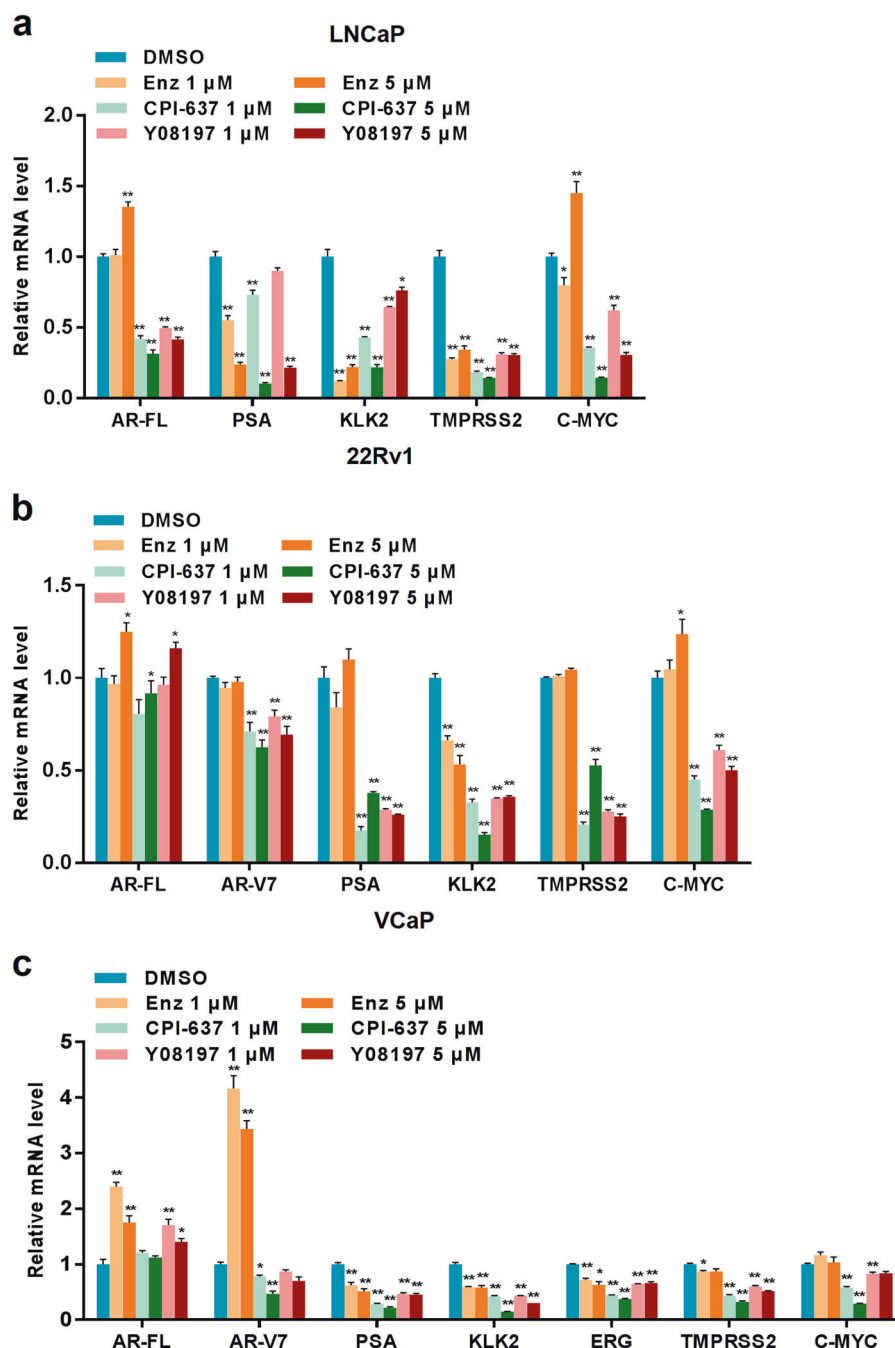 a
LNCaP
DMSO
Enz 1 µM Enz 5 µM
CPI-637 1 µM CPI-637 5 µM
Y08197 1 µM Y08197 5 µM
Relative mRNA level
2.0
1.5
1.0
0.5
0.0
** ** ** ** ** ** ** ** ** ** ** ** ** ** ** * ** ** ** ** ** ** * ** ** ** ** **
AR-FL PSA KLK2 TMPRSS2 C-MYC
22Rv1
b
DMSO
Enz 1 µM Enz 5 µM
CPI-637 1 µM CPI-637 5 µM
Y08197 1 µM Y08197 5 µM
Relative mRNA level
1.5
1.0
0.5
0.0
* * * ** ** ** ** ** ** ** ** ** ** ** ** ** ** ** ** ** ** * ** ** ** **
AR-FL AR-V7 PSA KLK2 TMPRSS2 C-MYC
VCaP
c
DMSO
Enz 1 µM Enz 5 µM
CPI-637 1 µM CPI-637 5 µM
Y08197 1 µM Y08197 5 µM
Relative mRNA level
5
4
3
2
1
0
** ** ** * ** ** * ** ** ** ** ** ** ** ** ** ** ** ** ** ** ** * ** ** ** ** * ** ** ** ** ** ** **
AR-FL AR-V7 PSA KLK2 ERG TMPRSS2 C-MYC